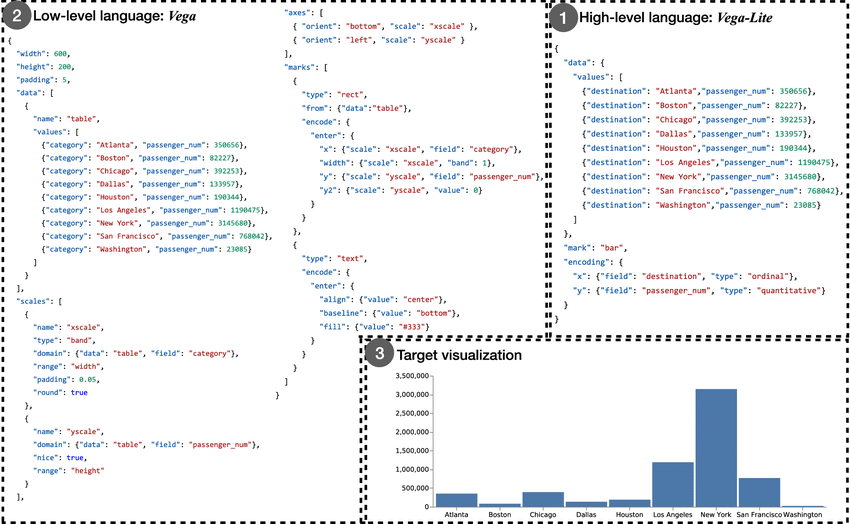 2 Low-level language: Vega
{
"width": 600,
"height": 200,
"padding": 5,
"data": [
{
"name": "table",
"values": [
{"category": "Atlanta", "passenger_num": 350656},
{"category": "Boston", "passenger_num": 82227},
{"category": "Chicago", "passenger_num": 392253},
{"category": "Dallas", "passenger_num": 133957},
{"category": "Houston", "passenger_num": 190344},
{"category": "Los Angeles", "passenger_num": 1190475},
{"category": "New York", "passenger_num": 3145680},
{"category": "San Francisco", "passenger_num": 768042},
{"category": "Washington", "passenger_num": 23085}
]
}
],
"scales": [
{
"name": "xscale",
"type": "band",
"domain": {"data": "table", "field": "category"},
"range": "width",
"padding": 0.05,
"round": true
},
{
"name": "yscale",
"domain": {"data": "table", "field": "passenger_num"},
"nice": true,
"range": "height"
}
],
"axes": [
{ "orient": "bottom", "scale": "xscale" },
{ "orient": "left", "scale": "yscale" }
],
"marks": [
{
"type": "rect",
"from": {"data":"table"},
"encode": {
"enter": {
"x": {"scale": "xscale", "field": "category"},
"width": {"scale": "xscale", "band": 1},
"y": {"scale": "yscale", "field": "passenger_num"},
"y2": {"scale": "yscale", "value": 0}
}
}
},
{
"type": "text",
"encode": {
"enter": {
"align": {"value": "center"},
"baseline": {"value": "bottom"},
"fill": {"value": "#333"}
}
}
}
]
}
1 High-level language: Vega-Lite
{
"data": {
"values": [
{"destination": "Atlanta","passenger_num": 350656},
{"destination": "Boston","passenger_num": 82227},
{"destination": "Chicago","passenger_num": 392253},
{"destination": "Dallas","passenger_num": 133957},
{"destination": "Houston","passenger_num": 190344},
{"destination": "Los Angeles","passenger_num": 1190475},
{"destination": "New York","passenger_num": 3145680},
{"destination": "San Francisco","passenger_num": 768042},
{"destination": "Washington","passenger_num": 23085}
]
},
"mark": "bar",
"encoding": {
"x": {"field": "destination", "type": "ordinal"},
"y": {"field": "passenger_num", "type": "quantitative"}
}
}
3 Target visualization
3,500,000
3,000,000
2,500,000
2,000,000
1,500,000
1,000,000
500,000
0
Atlanta Boston Chicago Dallas Houston Los Angeles New York San Francisco Washington